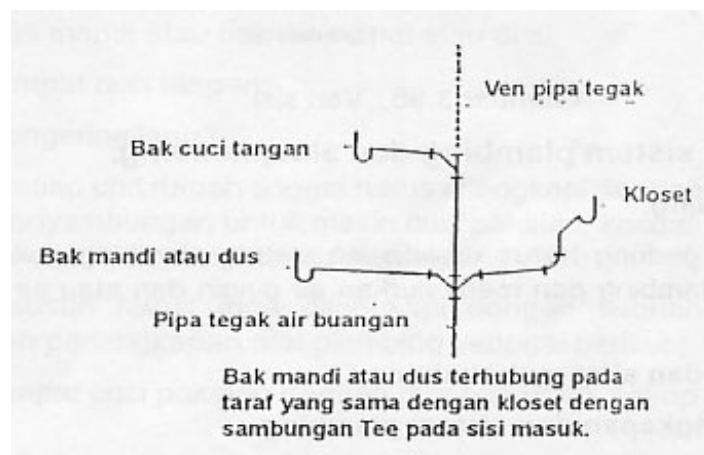 Ven pipa tegak
Bak cuci tangan
Kloset
Bak mandi atau dus
Pipa tegak air buangan
Bak mandi atau dus terhubung pada
taraf yang sama dengan kloset dengan
sambungan Tee pada sisi masuk.